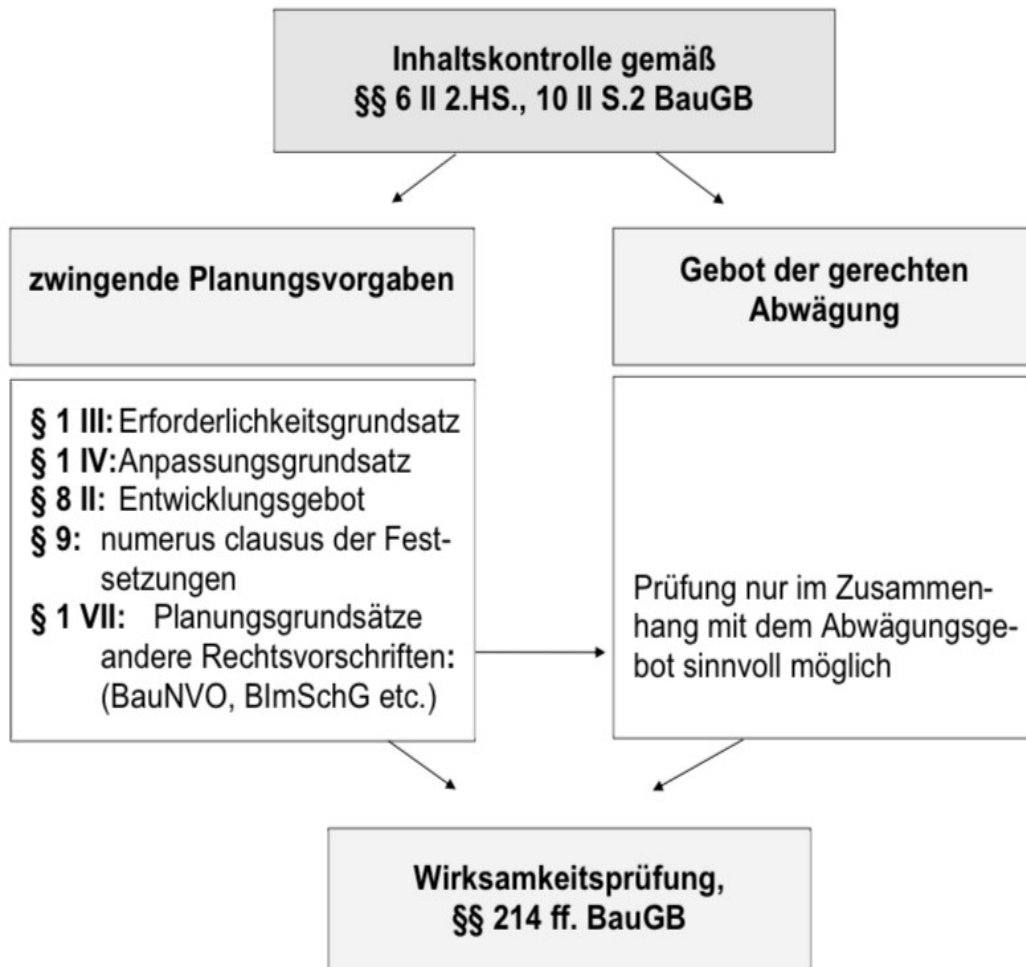 Inhaltskontrolle gemäß
§§ 6 II 2.HS., 10 II S.2 BauGB
zwingende Planungsvorgaben
Gebot der gerechten
Abwägung
§ 1 III: Erforderlichkeitsgrundsatz
§ 1 IV: Anpassungsgrundsatz
§ 8 II: Entwicklungsgebot
§ 9: numerus clausus der Fest-
setzungen
§ 1 VII: Planungsgrundsätze
andere Rechtsvorschriften:
(BauNVO, BImSchG etc.)
Prüfung nur im Zusammen-
hang mit dem Abwägungsge-
bot sinnvoll möglich
Wirksamkeitsprüfung,
§§ 214 ff. BauGB